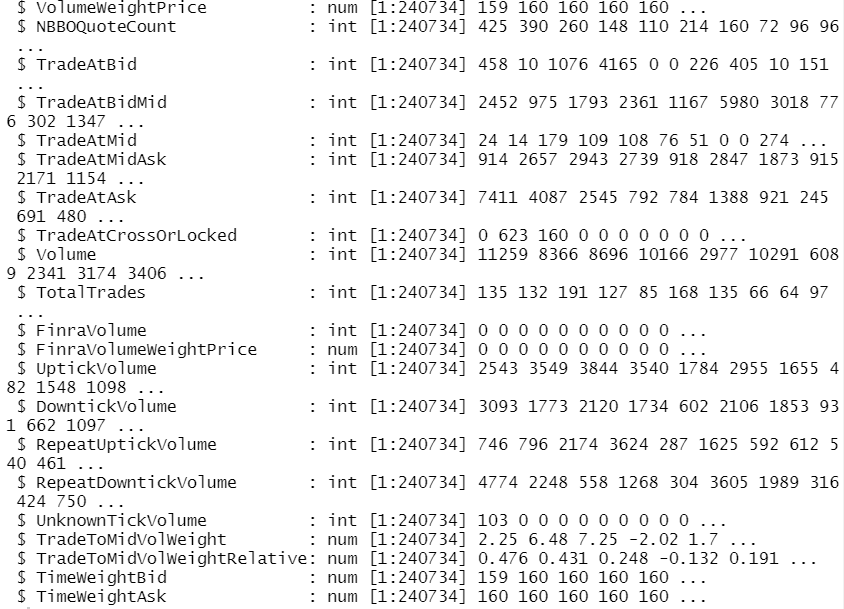 $ VolumeWeightPrice : num [1:240734] 159 160 160 160 160 ...
$ NBBOQuoteCount : int [1:240734] 425 390 260 148 110 214 160 72 96 96
...
$ TradeAtBid : int [1:240734] 458 10 1076 4165 0 0 226 405 10 151
...
$ TradeAtBidMid : int [1:240734] 2452 975 1793 2361 1167 5980 3018 77
6 302 1347 ...
$ TradeAtMid : int [1:240734] 24 14 179 109 108 76 51 0 0 274 ...
$ TradeAtMidAsk : int [1:240734] 914 2657 2943 2739 918 2847 1873 915
2171 1154 ...
$ TradeAtAsk : int [1:240734] 7411 4087 2545 792 784 1388 921 245
691 480 ...
$ TradeAtCrossOrLocked : int [1:240734] 0 623 160 0 0 0 0 0 0 0 ...
$ Volume : int [1:240734] 11259 8366 8696 10166 2977 10291 608
9 2341 3174 3406 ...
$ TotalTrades : int [1:240734] 135 132 191 127 85 168 135 66 64 97
...
$ FinraVolume : int [1:240734] 0 0 0 0 0 0 0 0 0 0 ...
$ FinraVolumeWeightPrice : num [1:240734] 0 0 0 0 0 0 0 0 0 0 ...
$ UptickVolume : int [1:240734] 2543 3549 3844 3540 1784 2955 1655 4
82 1548 1098 ...
$ DowntickVolume : int [1:240734] 3093 1773 2120 1734 602 2106 1853 93
1 662 1097 ...
$ RepeatUptickVolume : int [1:240734] 746 796 2174 3624 287 1625 592 612 5
40 461 ...
$ RepeatDowntickVolume : int [1:240734] 4774 2248 558 1268 304 3605 1989 316
424 750 ...
$ UnknownTickVolume : int [1:240734] 103 0 0 0 0 0 0 0 0 0 ...
$ TradeToMidVolWeight : num [1:240734] 2.25 6.48 7.25 -2.02 1.7 ...
$ TradeToMidVolWeightRelative: num [1:240734] 0.476 0.431 0.248 -0.132 0.191 ...
$ TimeWeightBid : num [1:240734] 159 160 160 160 160 ...
$ TimeWeightAsk : num [1:240734] 160 160 160 160 160 ...